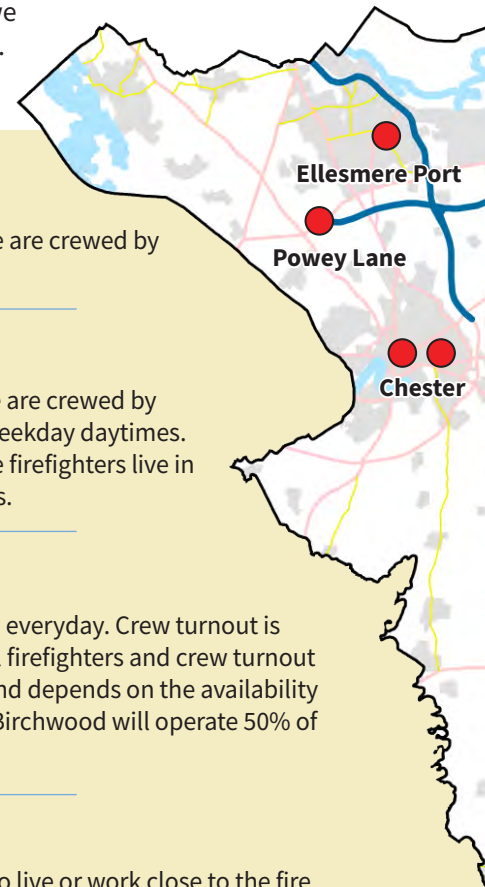 we
.
Ellesmere Port
e are crewed by
Powey Lane
Chester
e are crewed by
eekday daytimes.
e firefighters live in
s.
everyday. Crew turnout is
firefighters and crew turnout
nd depends on the availability
Birchwood will operate 50% of
o live or work close to the fire